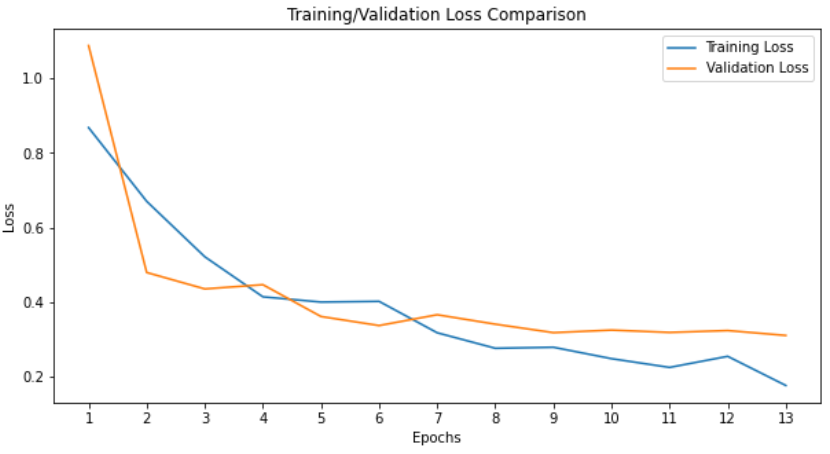 Training/Validation Loss Comparison
Training Loss
Validation Loss
1.0
0.8
0.6
0.4
0.2
Loss
1 2 3 4 5 6 7 8 9 10 11 12 13
Epochs